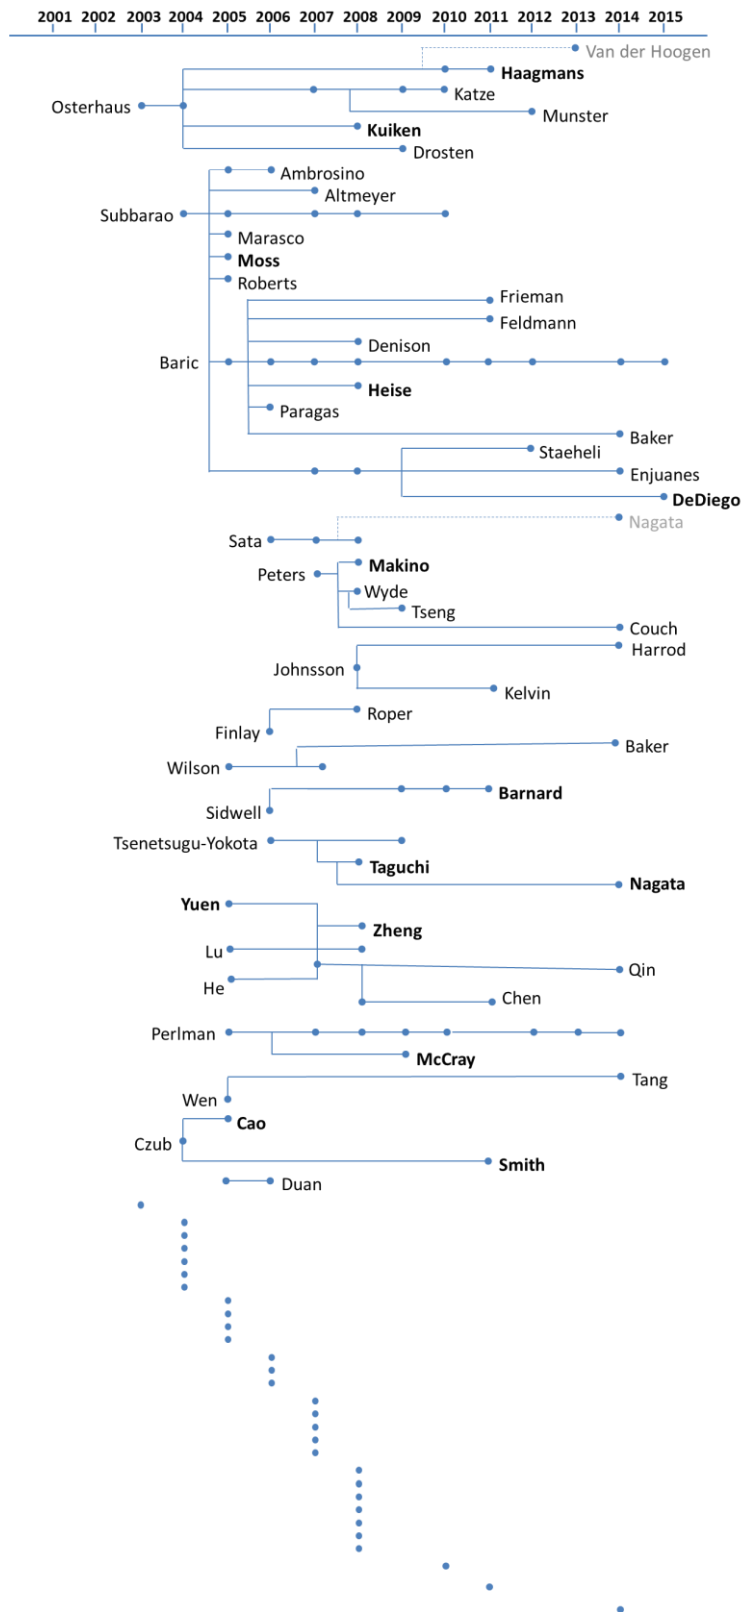 2001 2002 2003 2004 2005 2006 2007 2008 2009 2010 2011 2012 2013 2014 2015
Van der Hoogen
Haagmans
Katze
Osterhaus
Munster
Kuiken
Drosten
Ambrosino
Altmeyer
Subbarao
Marasco
Moss
Roberts
Frieman
Feldmann
Denison
Baric
Heise
Paragas
Baker
Staeheli
Enjuanes
DeDiego
Nagata
Sata
Makino
Peters
Wyde
Tseng
Couch
Harrod
Johnsson
Kelvin
Roper
Finlay
Baker
Wilson
Barnard
Sidwell
Tsenetsugu-Yokota
Taguchi
Nagata
Yuen
Zheng
Lu
Qin
He
Chen
Perlman
McCray
Tang
Wen
Cao
Czub
Smith
Duan